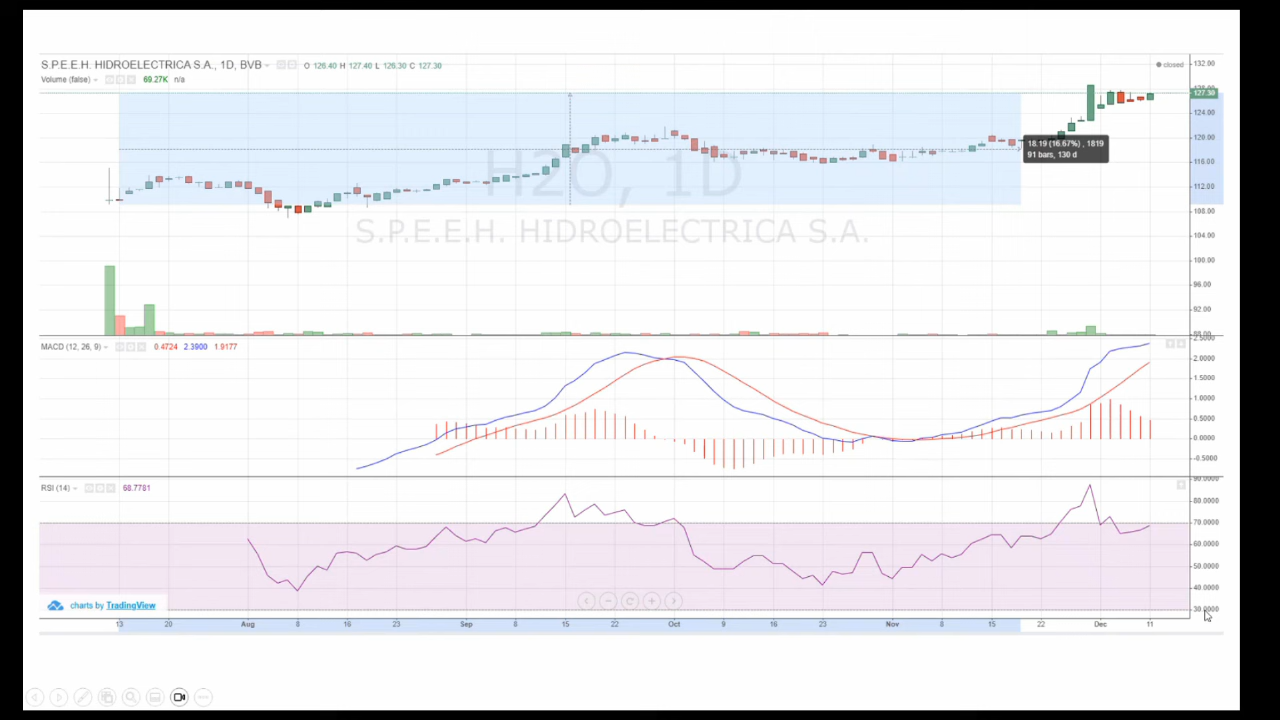 S.P.E.E.H. HIDROELECTRICA S.A., 1D, BVB O 126.40 H 127.40 L 126.30 C 127.30
closed
Volume (false) 69.27K n/a
132.00
127.30
124.00
120.00
116.00
112.00
108.00
104.00
100.00
96.00
92.00
88.00
18.19 (16.67%) , 1819
91 bars, 130 d
H2O, 1D
S.P.E.E.H. HIDROELECTRICA S.A.
MACD (12, 26, 9) 0.4724 2.3900 1.9177
2.5000
2.0000
1.5000
1.0000
0.5000
0.0000
-0.5000
RSI (14) 68.7781
90.0000
80.0000
70.0000
60.0000
50.0000
40.0000
30.0000
charts by TradingView
13 20 Aug 8 16 23 Sep 8 15 22 Oct 9 16 23 Nov 8 15 22 Dec 11